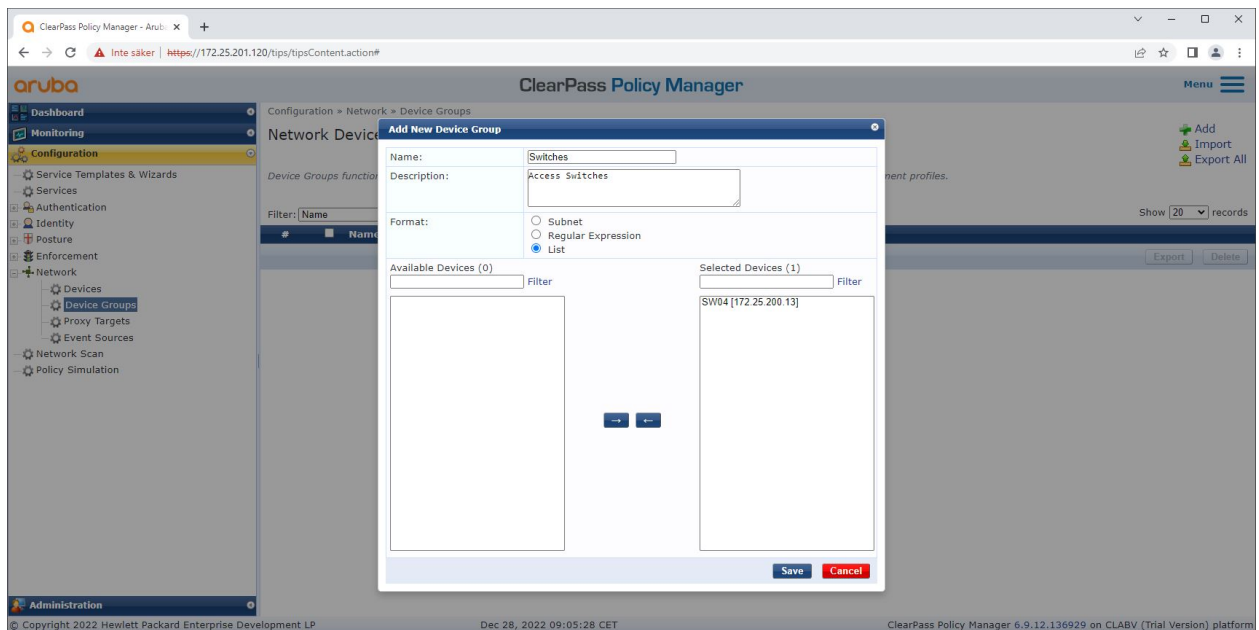 ClearPass Policy Manager - Arub
Inte säker | https://172.25.201.120/tips/tipsContent.action#
aruba
ClearPass Policy Manager
Menu
Dashboard
Monitoring
Configuration
Service Templates & Wizards
Services
Authentication
Identity
Posture
Enforcement
Network
Devices
Device Groups
Proxy Targets
Event Sources
Network Scan
Policy Simulation
Administration
Configuration » Network » Device Groups
Network Device
Add
Import
Export All
Device Groups function
nent profiles.
Filter: Name
Show 20 records
# Name
Export Delete
Add New Device Group
Name: Switches
Description: Access Switches
Format: Subnet
Regular Expression
List
Available Devices (0)
Filter
Selected Devices (1)
Filter
SW04 [172.25.200.13]
→ ←
Save Cancel
© Copyright 2022 Hewlett Packard Enterprise Development LP
Dec 28, 2022 09:05:28 CET
ClearPass Policy Manager 6.9.12.136929 on CLABV (Trial Version) platform